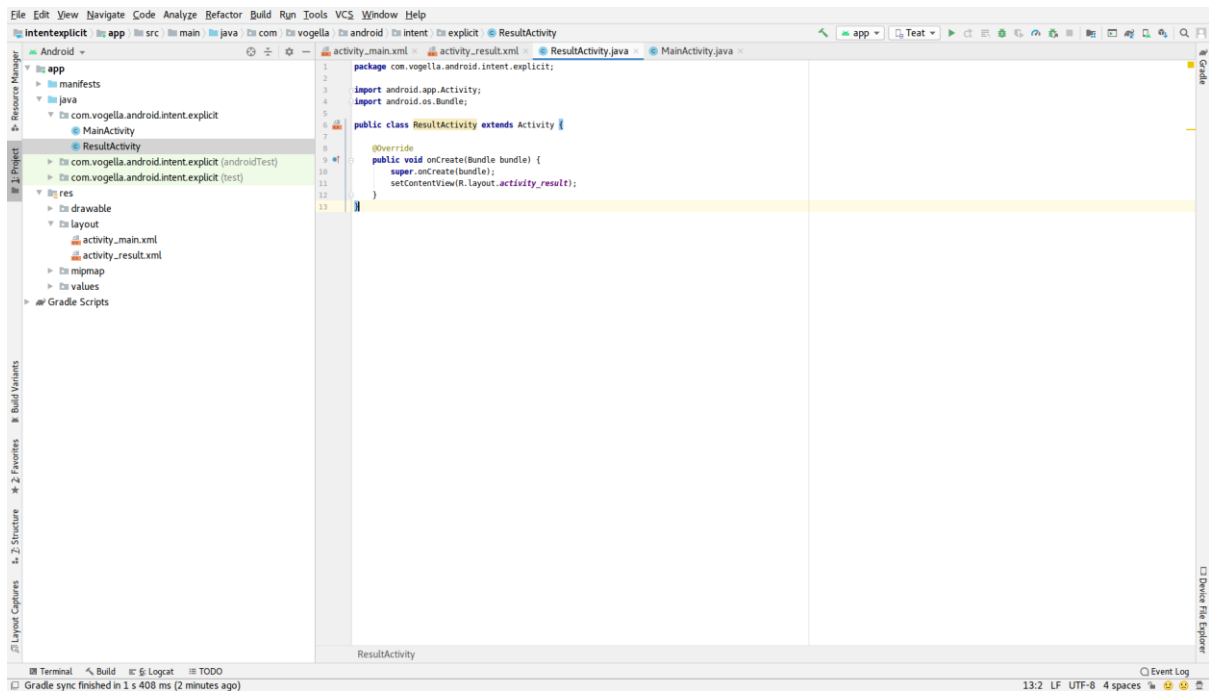 File Edit View Navigate Code Analyze Refactor Build Run Tools VCS Window Help
intentexplicit app src main java com vogella android intent explicit ResultActivity app Teat
Resource Manager
1: Project
Build Variants
2: Favorites
7: Structure
Layout Captures
Android
app
manifests
java
com.vogella.android.intent.explicit
MainActivity
ResultActivity
com.vogella.android.intent.explicit (androidTest)
com.vogella.android.intent.explicit (test)
res
drawable
layout
activity_main.xml
activity_result.xml
mipmap
values
Gradle Scripts
activity_main.xml activity_result.xml ResultActivity.java MainActivity.java
1 package com.vogella.android.intent.explicit;
2
3 import android.app.Activity;
4 import android.os.Bundle;
5
6 public class ResultActivity extends Activity {
7
8 @Override
9 public void onCreate(Bundle bundle) {
10 super.onCreate(bundle);
11 setContentView(R.layout.activity_result);
12 }
13 }
ResultActivity
Gradle
Device File Explorer
Terminal Build 6: Logcat TODO Event Log
Gradle sync finished in 1 s 408 ms (2 minutes ago) 13:2 LF UTF-8 4 spaces